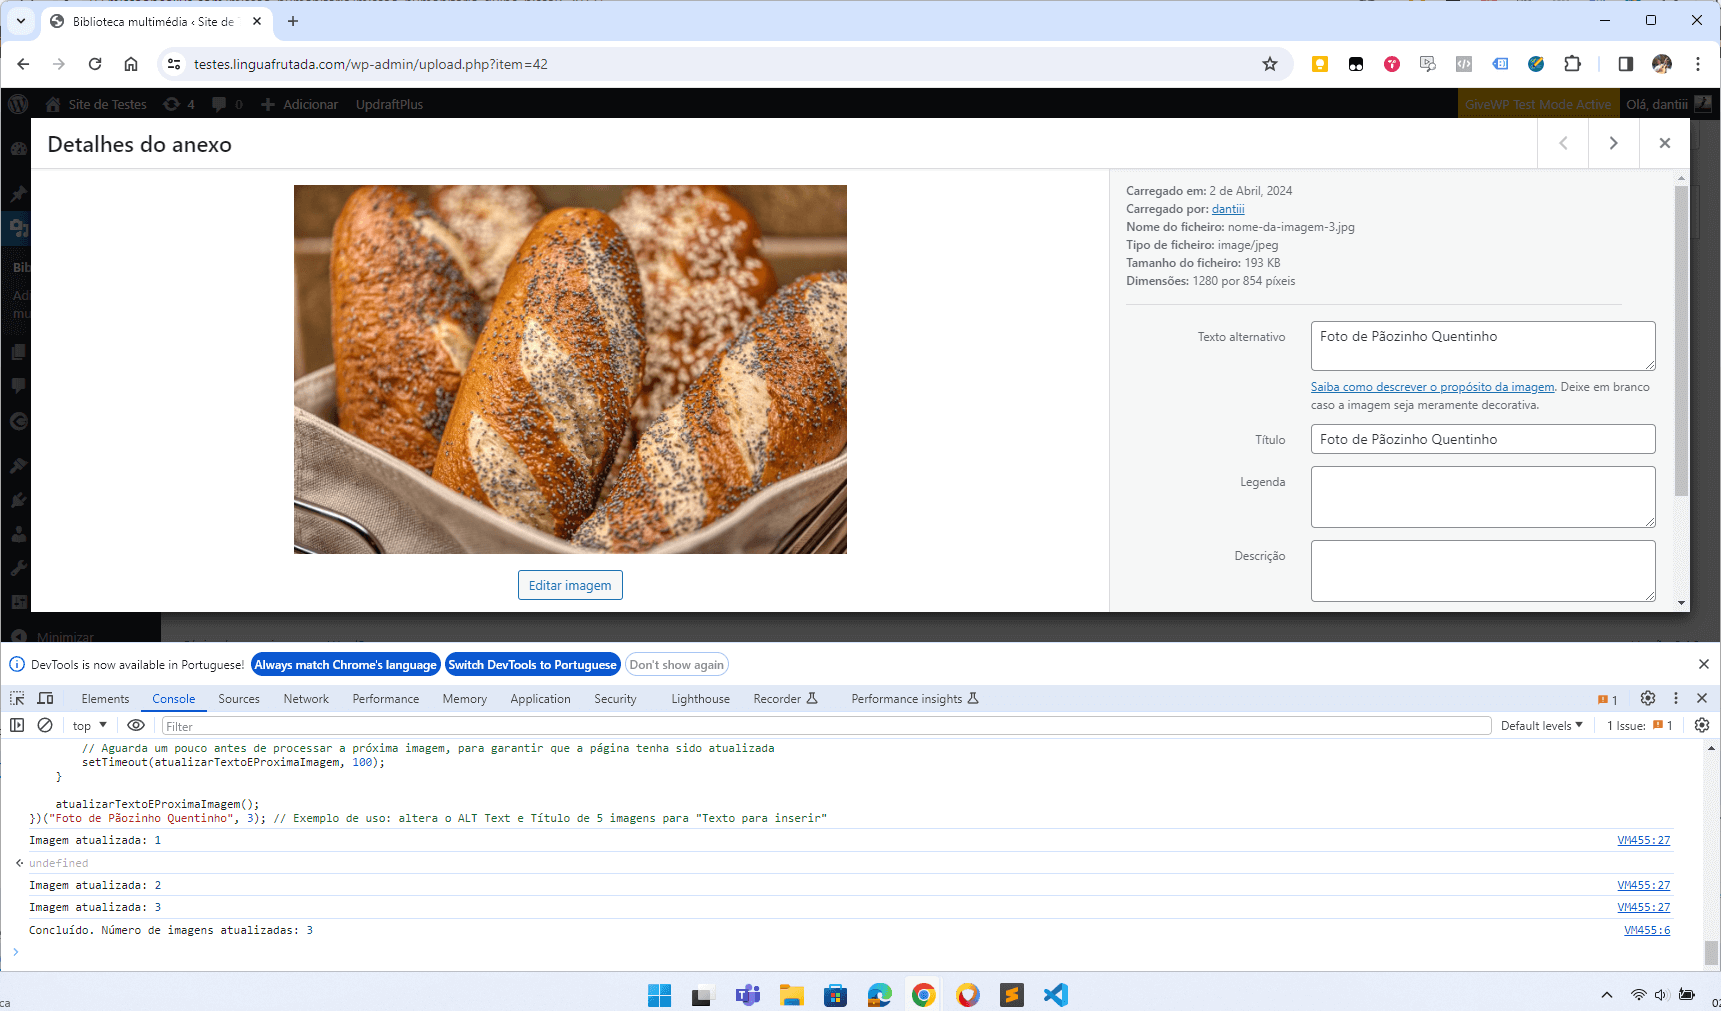 Biblioteca multimédia ‹ Site de
testes.linguafrutada.com/wp-admin/upload.php?item=42
Site de Testes
4
0
Adicionar
UpdraftPlus
GiveWP Test Mode Active
Olá, dantiii
Detalhes do anexo
Carregado em: 2 de Abril, 2024
Carregado por: dantiii
Nome do ficheiro: nome-da-imagem-3.jpg
Tipo de ficheiro: image/jpeg
Tamanho do ficheiro: 193 KB
Dimensões: 1280 por 854 píxeis
Texto alternativo
Foto de Pãozinho Quentinho
Saiba como descrever o propósito da imagem. Deixe em branco
caso a imagem seja meramente decorativa.
Título
Foto de Pãozinho Quentinho
Legenda
Descrição
Editar imagem
Bib
Adi
mu
Minimizar
DevTools is now available in Portuguese!
Always match Chrome's language
Switch DevTools to Portuguese
Don't show again
Elements
Console
Sources
Network
Performance
Memory
Application
Security
Lighthouse
Recorder
Performance insights
1
top
Filter
Default levels
1 Issue:
1
// Aguarda um pouco antes de processar a próxima imagem, para garantir que a página tenha sido atualizada
setTimeout(atualizarTextoEProximaImagem, 100);
}
atualizarTextoEProximaImagem();
})("Foto de Pãozinho Quentinho", 3); // Exemplo de uso: altera o ALT Text e Título de 5 imagens para "Texto para inserir"
Imagem atualizada: 1
VM455:27
undefined
Imagem atualizada: 2
VM455:27
Imagem atualizada: 3
VM455:27
Concluído. Número de imagens atualizadas: 3
VM455:6
ca
02